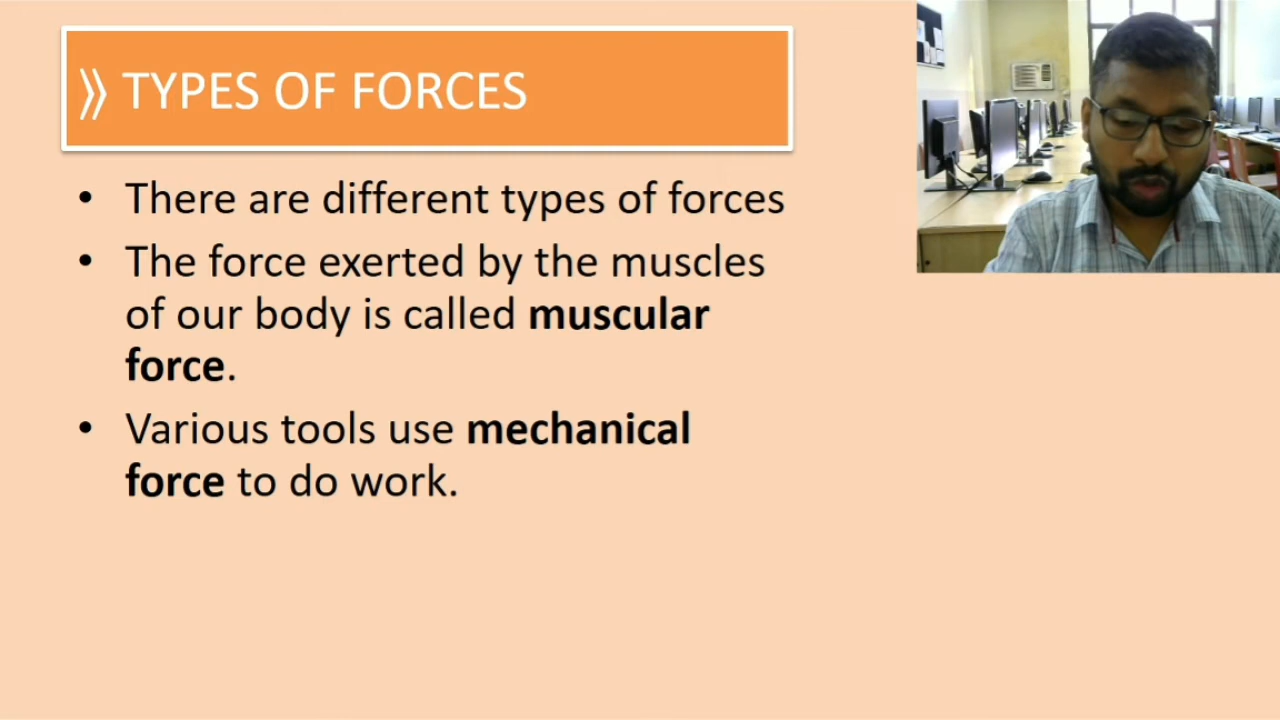 ⟫ TYPES OF FORCES
• There are different types of forces
• The force exerted by the muscles
of our body is called muscular
force.
• Various tools use mechanical
force to do work.